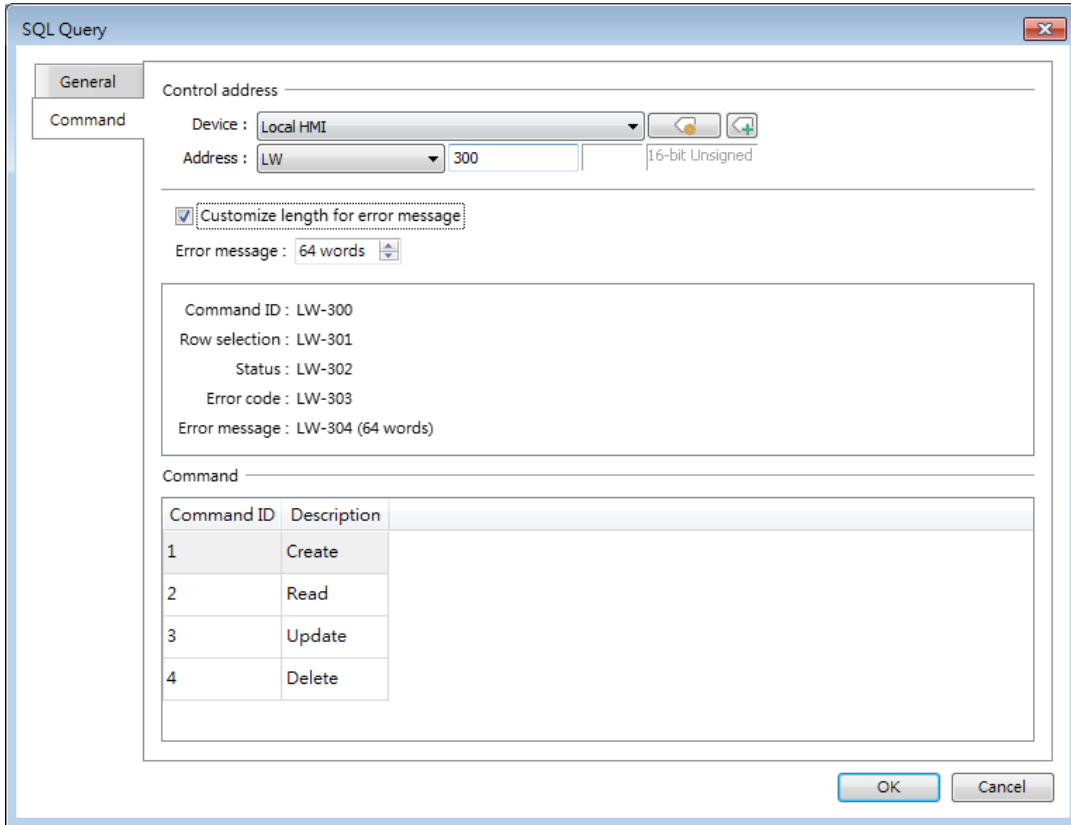 SQL Query
General
Command
Control address
Device : Local HMI
Address : LW 300 16-bit Unsigned
Customize length for error message
Error message : 64 words
Command ID : LW-300
Row selection : LW-301
Status : LW-302
Error code : LW-303
Error message : LW-304 (64 words)
Command
Command ID Description
1 Create
2 Read
3 Update
4 Delete
OK Cancel